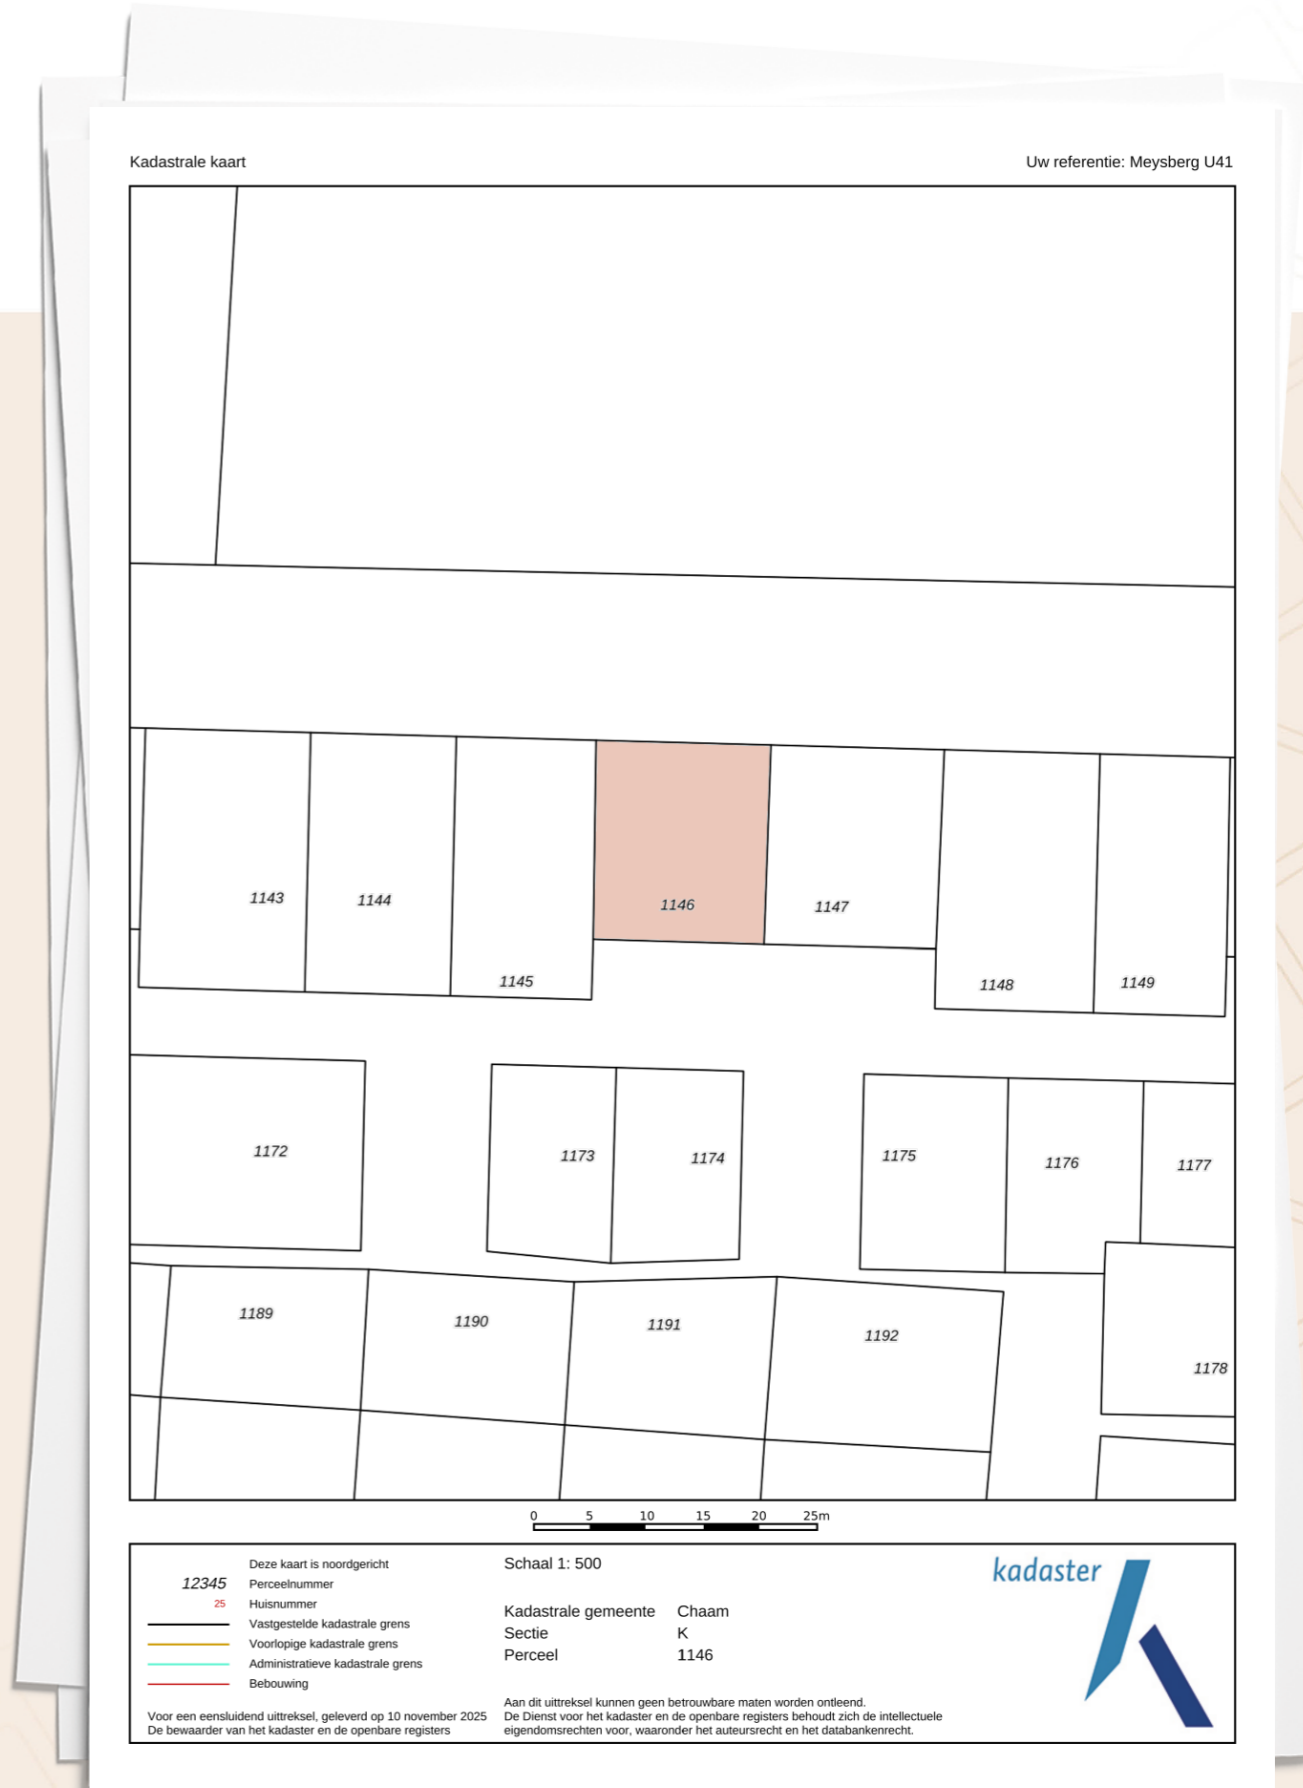 Kadastrale kaart
Uw referentie: Meysberg U41
1143
1144
1145
1146
1147
1148
1149
1172
1173
1174
1175
1176
1177
1189
1190
1191
1192
1178
0 5 10 15 20 25m
Deze kaart is noordgericht
12345 Perceelnummer
25 Huisnummer
Vastgestelde kadastrale grens
Voorlopige kadastrale grens
Administratieve kadastrale grens
Bebouwing
Voor een eensluidend uittreksel, geleverd op 10 november 2025
De bewaarder van het kadaster en de openbare registers
Schaal 1: 500
Kadastrale gemeente Chaam
Sectie K
Perceel 1146
Aan dit uittreksel kunnen geen betrouwbare maten worden ontleend.
De Dienst voor het kadaster en de openbare registers behoudt zich de intellectuele
eigendomsrechten voor, waaronder het auteursrecht en het databankenrecht.
kadaster